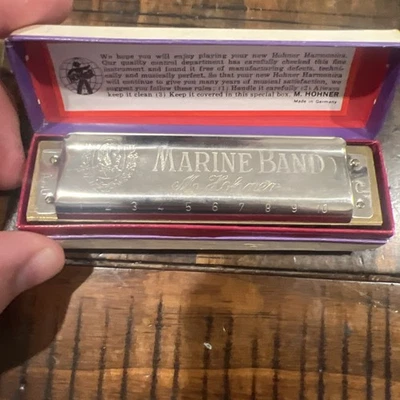 We hope you will enjoy playing your new Hohner Harmonica.
Our quality control department has carefully checked this fine
instrument and found it free of manufacturing defects, techni-
cally and musically perfect. So that your new Harmonica
will continue to give you many years of musical satisfaction, we
suggest you follow these rules: (1) Handle it carefully (2) Always
keep it clean (3) Keep it covered in this special box. M. HOHNER
Made in Germany
MARINE BAND
M. Hohner
2 3 4 5 6 7 8 9 10